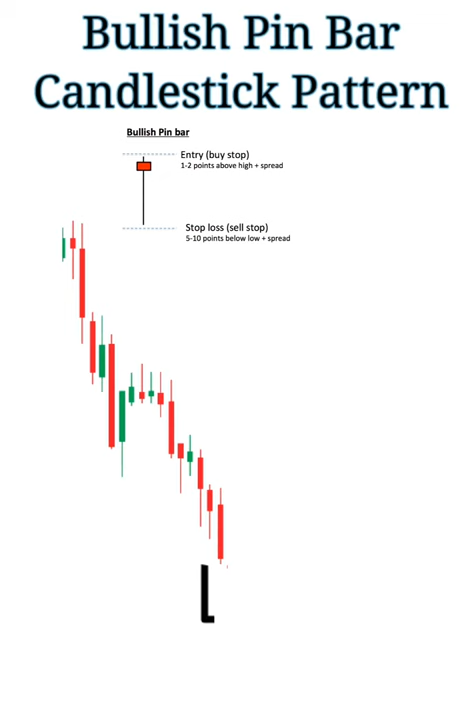 Bullish Pin Bar
Candlestick Pattern
Bullish Pin bar
Entry (buy stop)
1-2 points above high + spread
Stop loss (sell stop)
5-10 points below low + spread